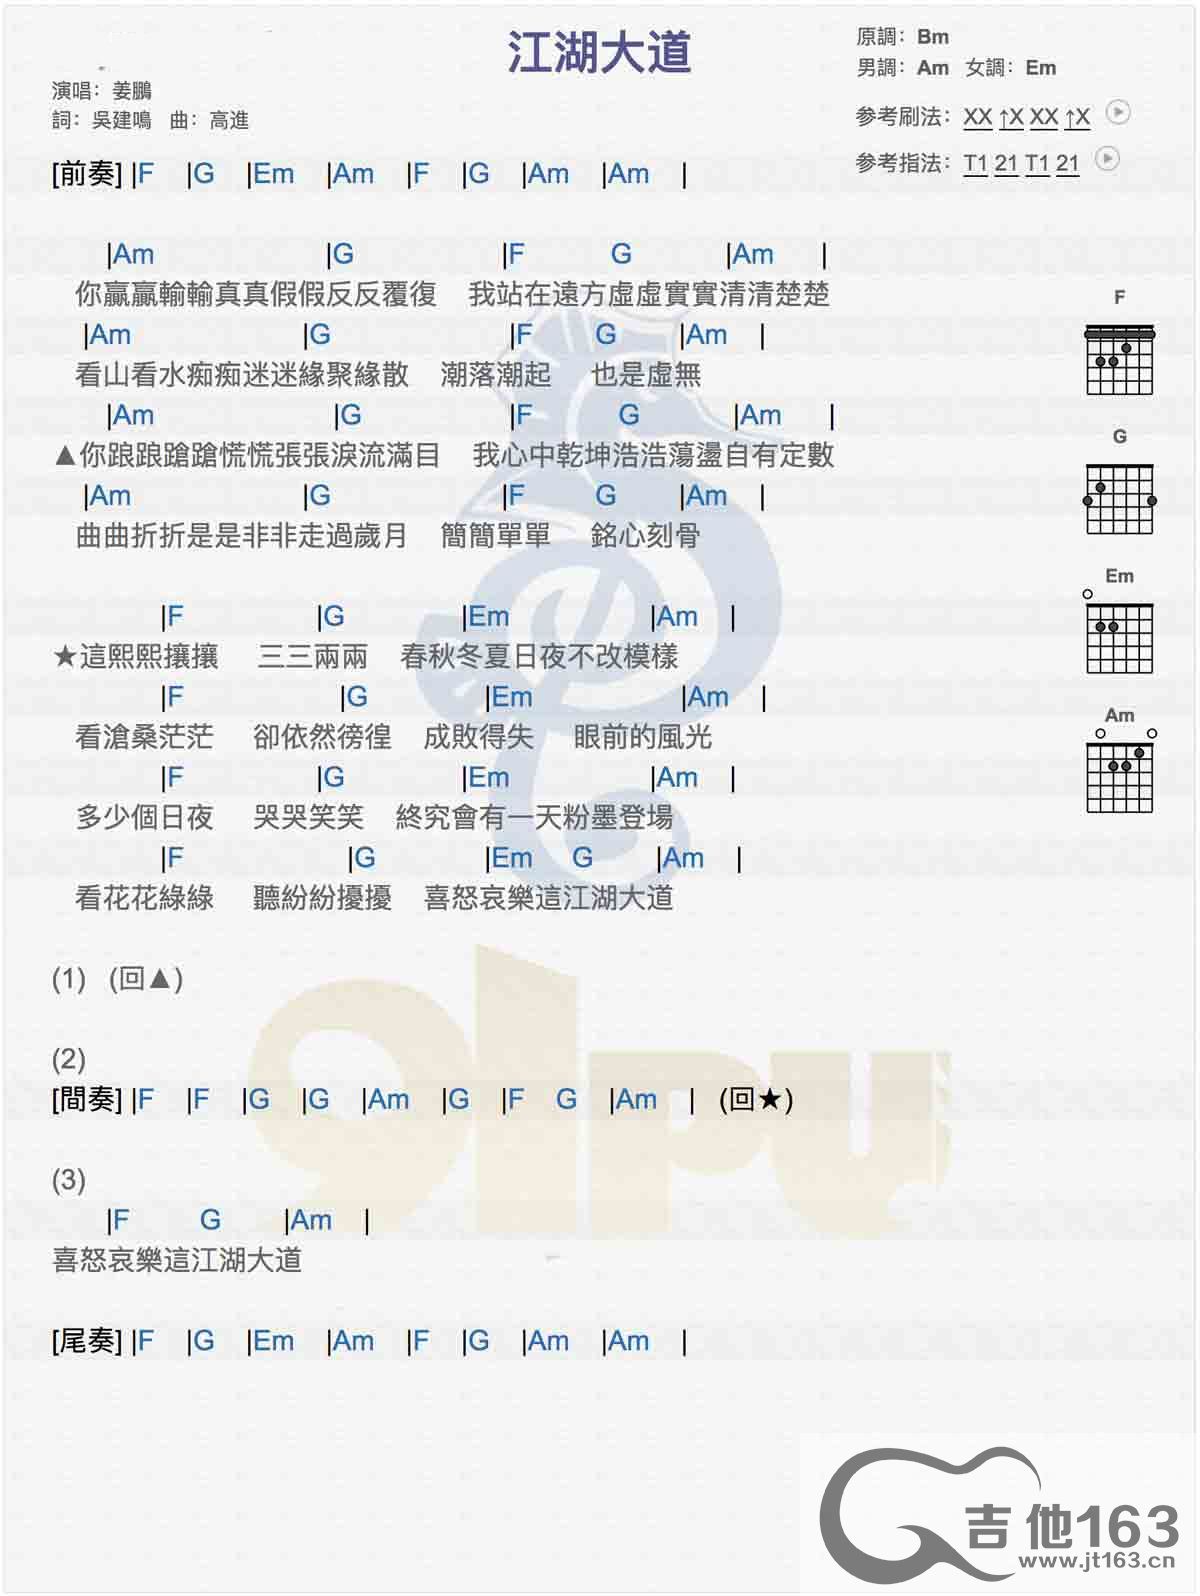 江湖大道
原調：Bm
男調：Am 女調：Em
演唱：姜鵬
詞：吳建鳴 曲：高進
参考刷法：XX ↑X XX ↑X
参考指法：T1 21 T1 21
[前奏] |F |G |Em |Am |F |G |Am |Am |
|Am |G |F G |Am |
你贏贏輸輸真真假假反反覆復 我站在遠方虛虛實實清清楚楚
|Am |G |F G |Am |
看山看水痴痴迷迷緣聚緣散 潮落潮起 也是虛無
|Am |G |F G |Am |
▲你踉踉蹌蹌慌慌張張淚流滿目 我心中乾坤浩浩蕩盪自有定數
|Am |G |F G |Am |
曲曲折折是是非非走過歲月 簡簡單單 銘心刻骨
|F |G |Em |Am |
★這熙熙攘攘 三三兩兩 春秋冬夏日夜不改模樣
|F |G |Em |Am |
看滄桑茫茫 卻依然徬徨 成敗得失 眼前的風光
|F |G |Em |Am |
多少個日夜 哭哭笑笑 終究會有一天粉墨登場
|F |G |Em G |Am |
看花花綠綠 聽紛紛擾擾 喜怒哀樂這江湖大道
(1) (回▲)
(2)
[間奏] |F |F |G |G |Am |G |F G |Am | (回★)
(3)
|F G |Am |
喜怒哀樂這江湖大道
[尾奏] |F |G |Em |Am |F |G |Am |Am |
F
G
Em
Am
91pu
吉他163
www.jt163.cn